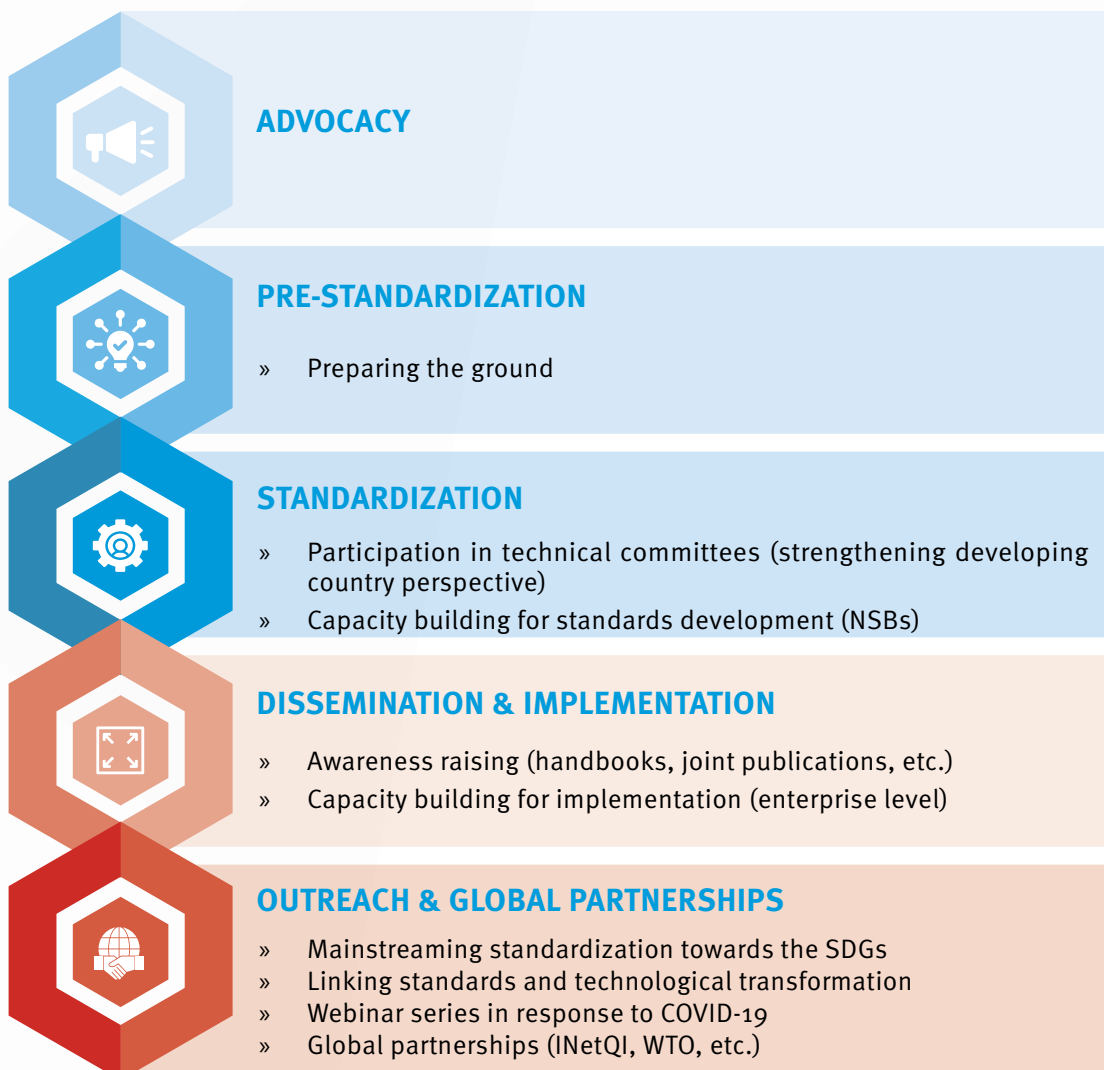 ADVOCACY
PRE-STANDARDIZATION
» Preparing the ground
STANDARDIZATION
» Participation in technical committees (strengthening developing
country perspective)
» Capacity building for standards development (NSBs)
DISSEMINATION & IMPLEMENTATION
» Awareness raising (handbooks, joint publications, etc.)
» Capacity building for implementation (enterprise level)
OUTREACH & GLOBAL PARTNERSHIPS
» Mainstreaming standardization towards the SDGs
» Linking standards and technological transformation
» Webinar series in response to COVID-19
» Global partnerships (INetQI, WTO, etc.)